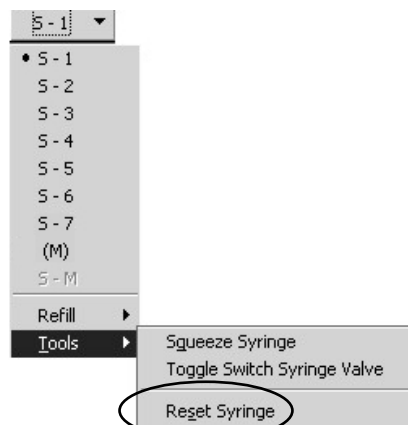 S - 1
S - 1
S - 2
S - 3
S - 4
S - 5
S - 6
S - 7
(M)
S - M
Refill
Tools
Squeeze Syringe
Toggle Switch Syringe Valve
Reset Syringe